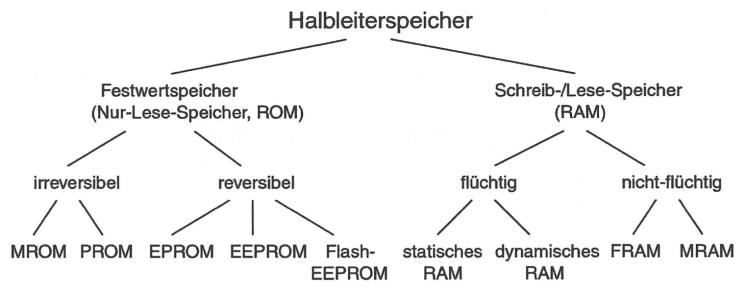 Halbleiterspeicher
Festwertspeicher
(Nur-Lese-Speicher, ROM)
Schreib-/Lese-Speicher
(RAM)
irreversibel
reversibel
flüchtig
nicht-flüchtig
MROM
PROM
EPROM
EEPROM
Flash-
EEPROM
statisches
RAM
dynamisches
RAM
FRAM
MRAM